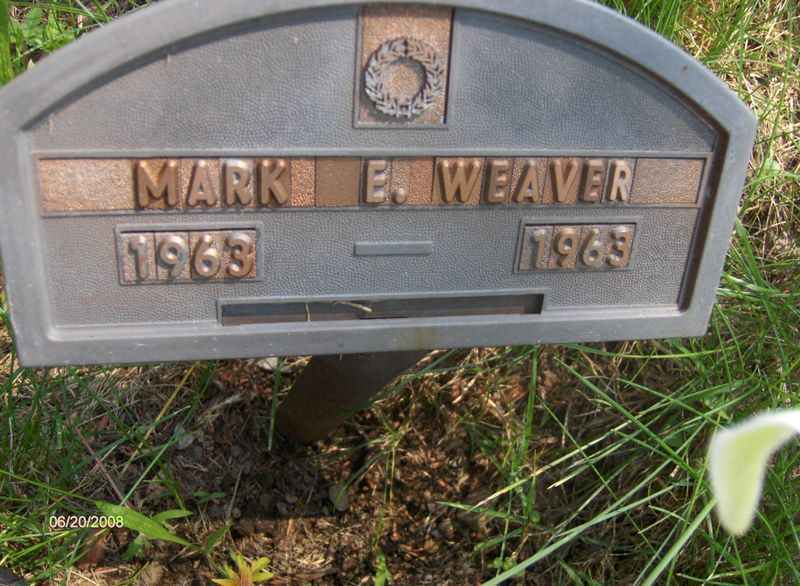 MARK E. WEAVER
1963 — 1963
06/20/2008